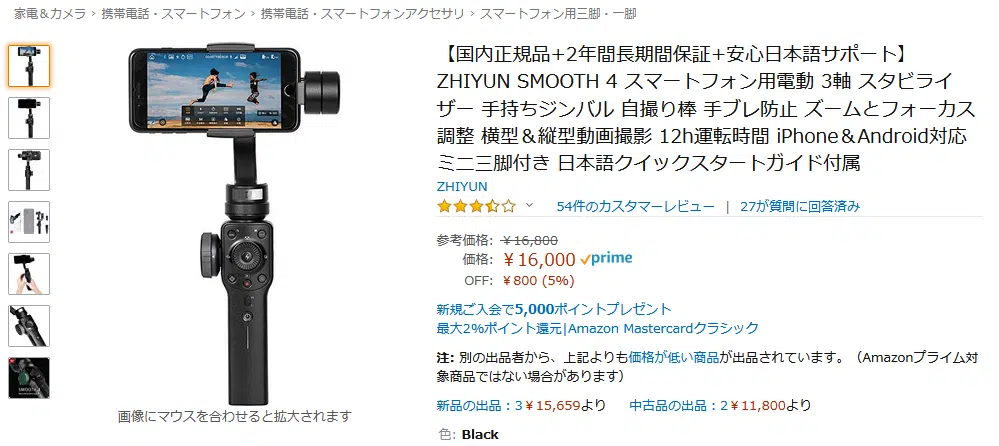 家電＆カメラ › 携帯電話・スマートフォン › 携帯電話・スマートフォンアクセサリ › スマートフォン用三脚・一脚
【国内正規品+2年間長期間保証+安心日本語サポート】
ZHIYUN SMOOTH 4 スマートフォン用電動 3軸 スタビライ
ザー 手持ちジンバル 自撮り棒 手ブレ防止 ズームとフォーカス
調整 横型＆縦型動画撮影 12h運転時間 iPhone＆Android対応
ミニ三脚付き 日本語クイックスタートガイド付属
ZHIYUN
54件のカスタマーレビュー | 27が質問に回答済み
参考価格: ￥16,800
価格: ￥16,000 prime
OFF: ￥800 (5%)
新規ご入会で5,000ポイントプレゼント
最大2%ポイント還元|Amazon Mastercardクラシック
注: 別の出品者から、上記よりも価格が低い商品が出品されています。（Amazonプライム対
象商品ではない場合があります）
新品の出品：3￥15,659より 中古品の出品：2￥11,800より
色: Black
SMOOTH 4
画像にマウスを合わせると拡大されます